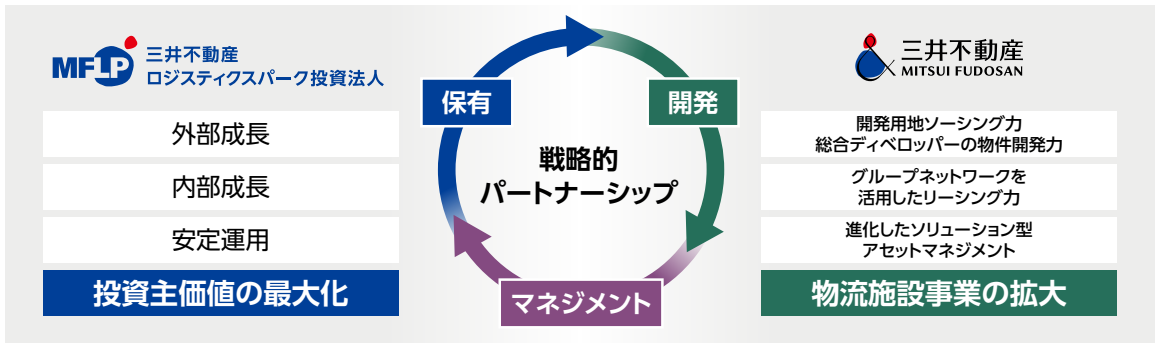 MFLP
三井不動産
ロジスティクスパーク投資法人
外部成長
内部成長
安定運用
投資主価値の最大化
保有
開発
戦略的
パートナーシップ
マネジメント
三井不動産
MITSUI FUDOSAN
開発用地ソーシング力
総合ディベロッパーの物件開発力
グループネットワークを
活用したリーシング力
進化したソリューション型
アセットマネジメント
物流施設事業の拡大